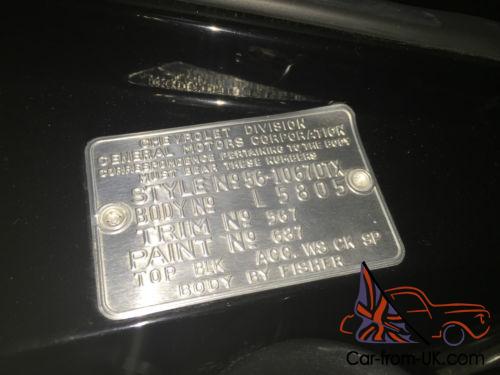 CHEVROLET DIVISION
GENERAL MOTORS CORPORATION
CORRESPONDENCE PERTAINING TO THE BODY
MUST BEAR THESE NUMBERS
STYLE Nº 56-1067DTX
BODY Nº L 5805
TRIM Nº 567
PAINT Nº 687
TOP BLK ACC. WS CK SP
BODY BY FISHER
Car-from-UK.com